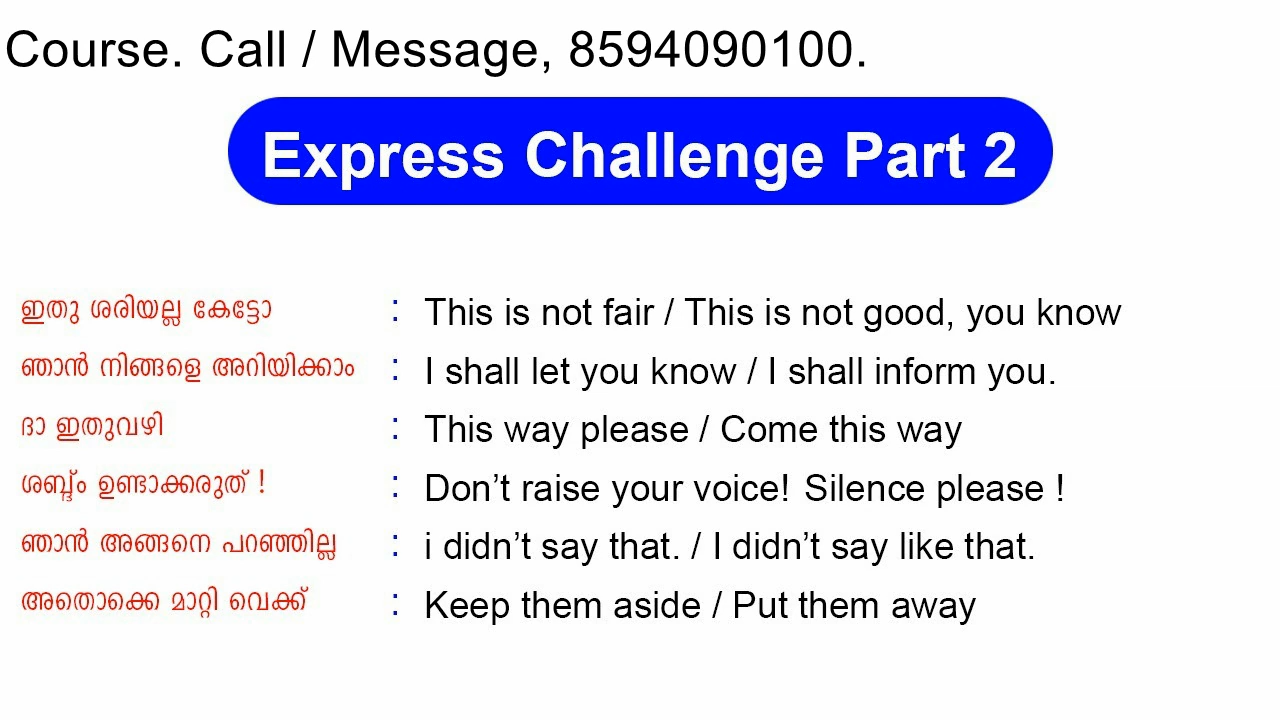 Course. Call / Message, 8594090100.
Express Challenge Part 2
ഇതു ശരിയല്ല കേട്ടോ : This is not fair / This is not good, you know
ഞാൻ നിങ്ങളെ അറിയിക്കാം : I shall let you know / I shall inform you.
ദാ ഇതുവഴി : This way please / Come this way
ശബ്ദ്ം ഉണ്ടാക്കരുത് ! : Don’t raise your voice! Silence please !
ഞാൻ അങ്ങനെ പറഞ്ഞില്ല : i didn’t say that. / I didn’t say like that.
അതൊക്കെ മാറ്റി വെക്ക് : Keep them aside / Put them away